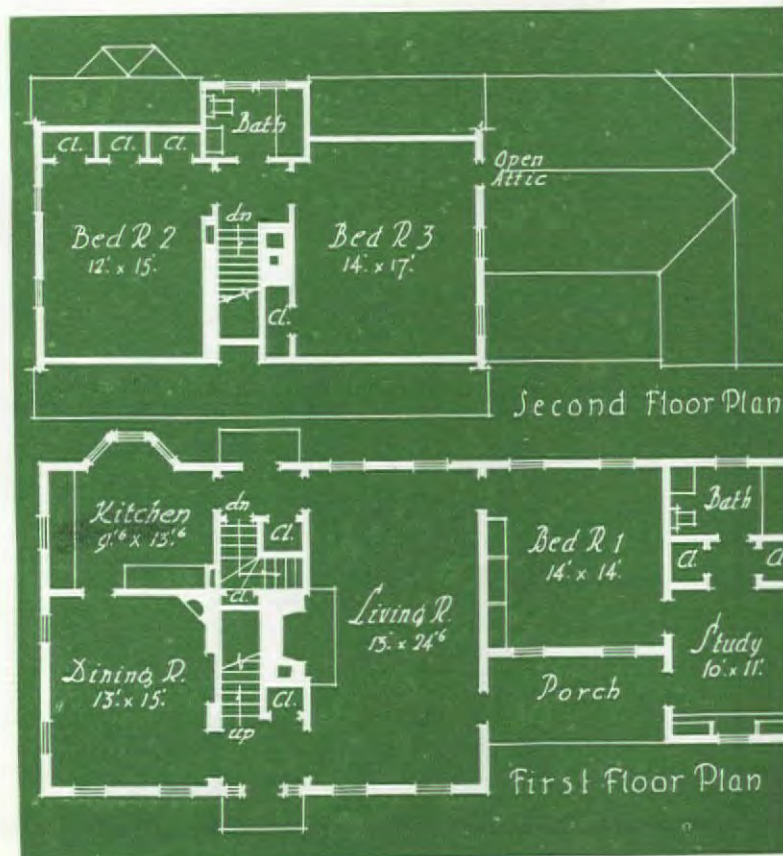 Cl.
Cl.
Cl.
Bath
Open
Attic
Bed R 2
12' x 15'
dn
Bed R 3
14' x 17'
Cl.
Second Floor Plan
Kitchen
9'6 x 13'6
dn
Cl.
Cl.
Living R.
13' x 24'6
Bed R 1
14' x 14'
Bath
Cl.
Dining R.
13' x 15'
up
Cl.
Porch
Study
10' x 11'
First Floor Plan